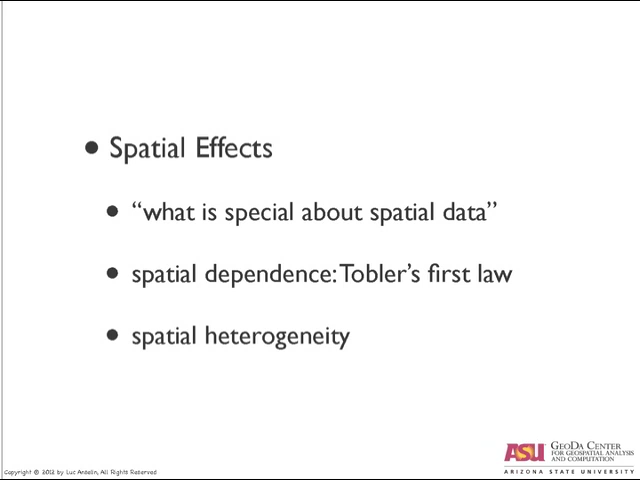 • Spatial Effects
• “what is special about spatial data”
• spatial dependence: Tobler’s first law
• spatial heterogeneity
ASU GEODA CENTER
FOR GEOSPATIAL ANALYSIS
AND COMPUTATION
ARIZONA STATE UNIVERSITY
Copyright © 2012 by Luc Anselin, All Rights Reserved